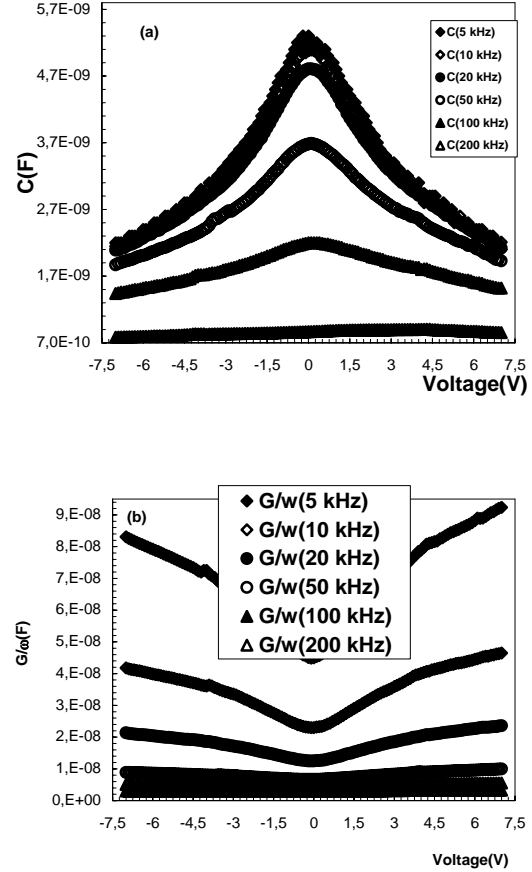 5,7E-09
(a)
C(5 kHz)
C(10 kHz)
C(20 kHz)
C(50 kHz)
C(100 kHz)
C(200 kHz)
4,7E-09
3,7E-09
C(F)
2,7E-09
1,7E-09
7,0E-10
-7,5 -6 -4,5 -3 -1,5 0 1,5 3 4,5 6 7,5
Voltage(V)
9,E-08
(b)
G/w(5 kHz)
G/w(10 kHz)
G/w(20 kHz)
G/w(50 kHz)
G/w(100 kHz)
G/w(200 kHz)
8,E-08
7,E-08
6,E-08
5,E-08
G/ω(F)
4,E-08
3,E-08
2,E-08
1,E-08
0,E+00
-7,5 -6 -4,5 -3 -1,5 0 1,5 3 4,5 6 7,5
Voltage(V)